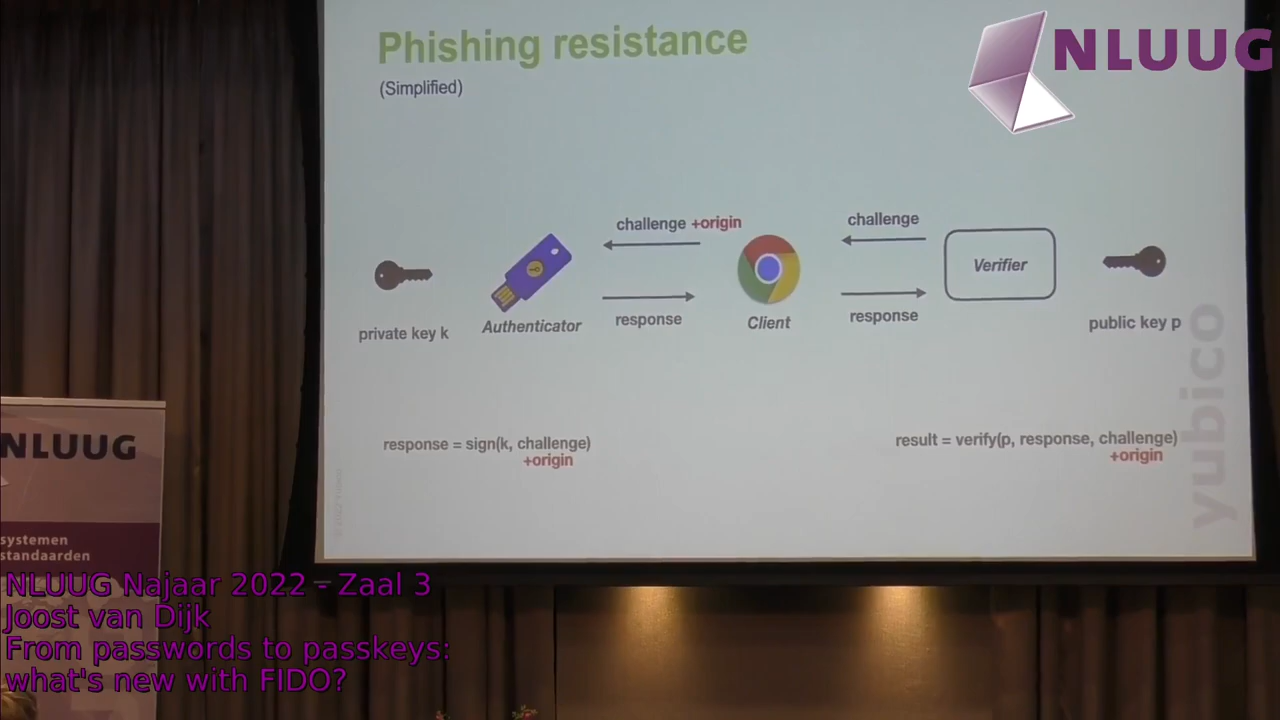 Phishing resistance
(Simplified)
NLUUG
challenge +origin
challenge
Verifier
private key k
Authenticator
response
Client
response
public key p
response = sign(k, challenge)
+origin
result = verify(p, response, challenge)
+origin
yubico
NLUUG
systemen
standaarden
NLUUG Najaar 2022 - Zaal 3
Joost van Dijk
From passwords to passkeys:
what's new with FIDO?